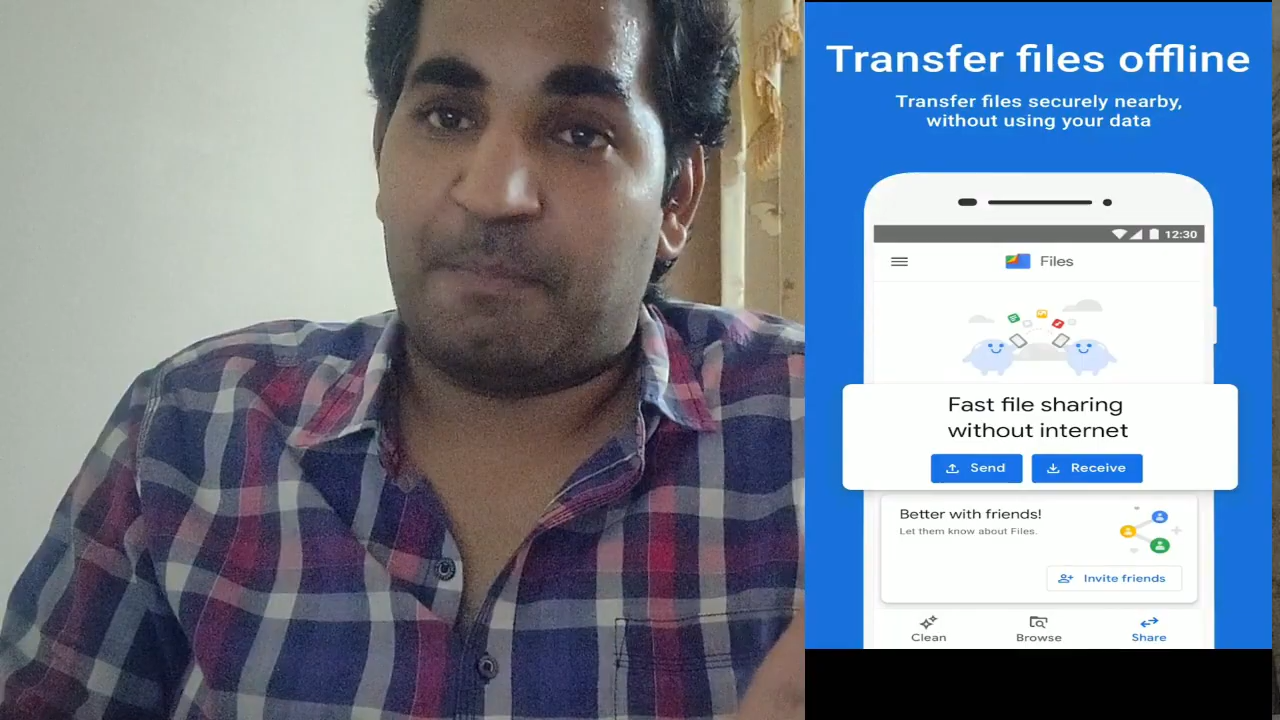 Transfer files offline
Transfer files securely nearby,
without using your data
12:30
Files
Fast file sharing
without internet
Send
Receive
Better with friends!
Let them know about Files.
Invite friends
Clean
Browse
Share